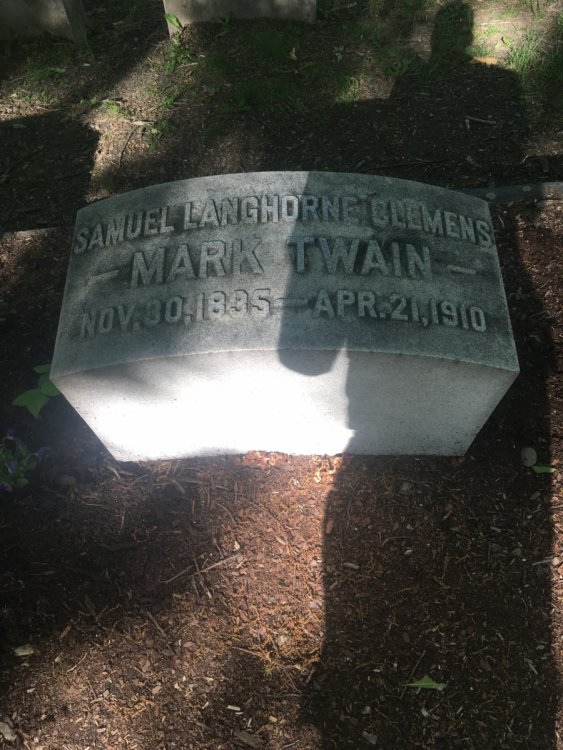 SAMUEL LANGHORNE CLEMENS
— MARK TWAIN —
NOV. 30, 1835 — APR. 21, 1910